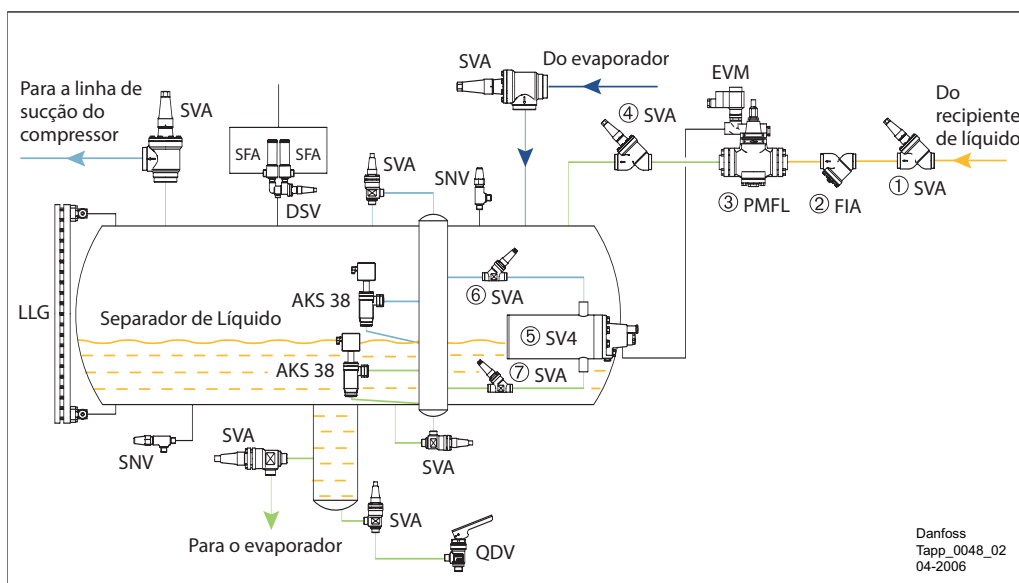 Para a linha de
sucção do
compressor
SVA
SFA
SFA
DSV
SVA
SNV
SVA
Do evaporador
④ SVA
EVM
③ PMFL
② FIA
① SVA
Do
recipiente
de líquido
LLG
Separador de Líquido
AKS 38
AKS 38
⑥ SVA
⑤ SV4
⑦ SVA
SNV
SVA
SVA
Para o evaporador
SVA
QDV
Danfoss
Tapp_0048_02
04-2006